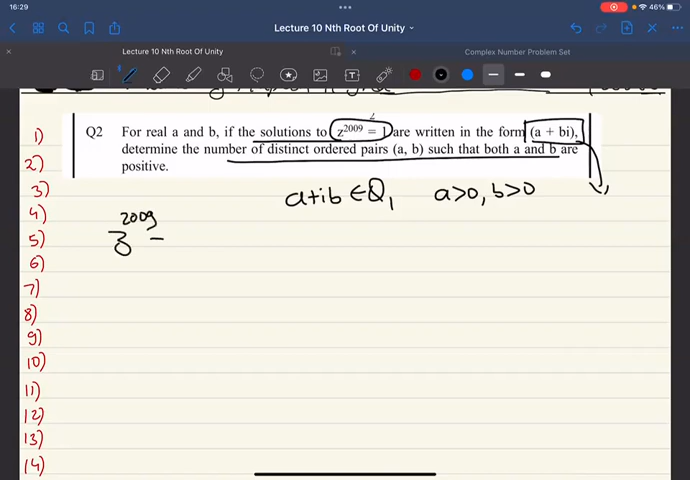 16:29
46%
Lecture 10 Nth Root Of Unity
Lecture 10 Nth Root Of Unity
Complex Number Problem Set
Q2 For real a and b, if the solutions to z^2009 = 1 are written in the form (a + bi),
determine the number of distinct ordered pairs (a, b) such that both a and b are
positive.
a+ib ∈ Q1 a>0, b>0
z^2009 =
1)
2)
3)
4)
5)
6)
7)
8)
9)
10)
11)
12)
13)
14)